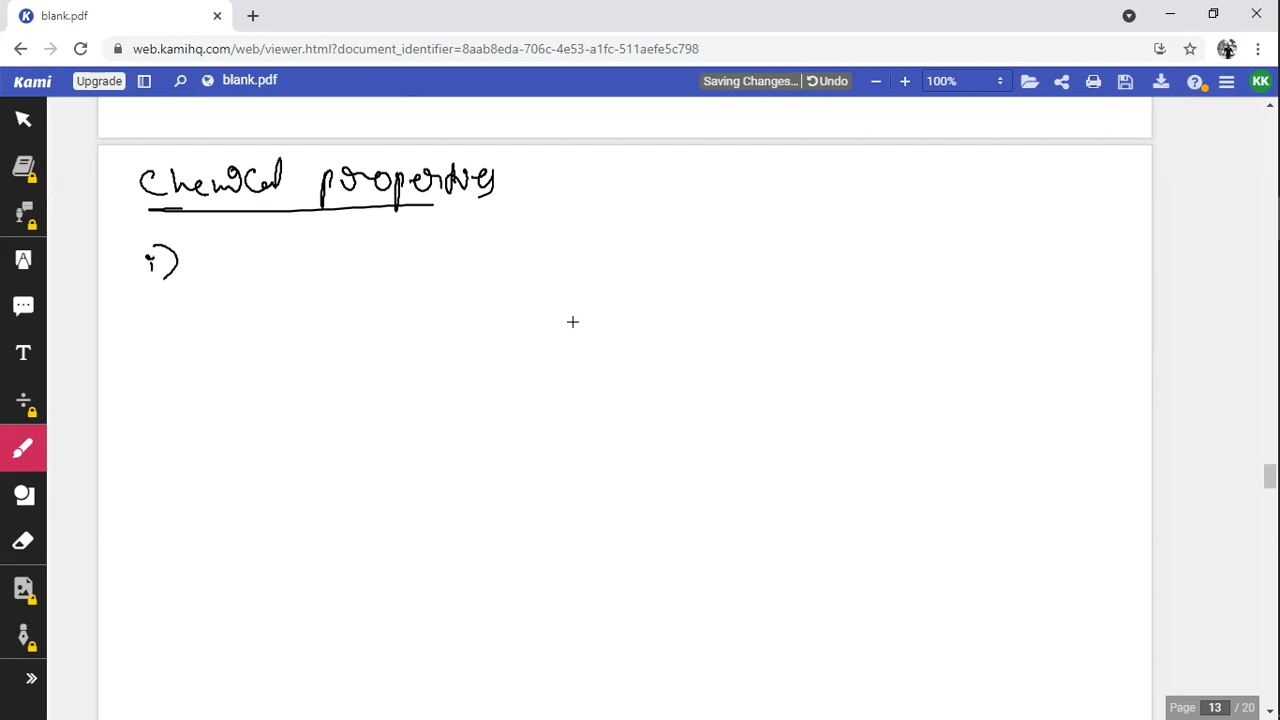 blank.pdf
web.kamihq.com/web/viewer.html?document_identifier=8aab8eda-706c-4e53-a1fc-511aefe5c798
Kami Upgrade blank.pdf Saving Changes... Undo 100% KK
Chemical properties
i)
Page 13 / 20